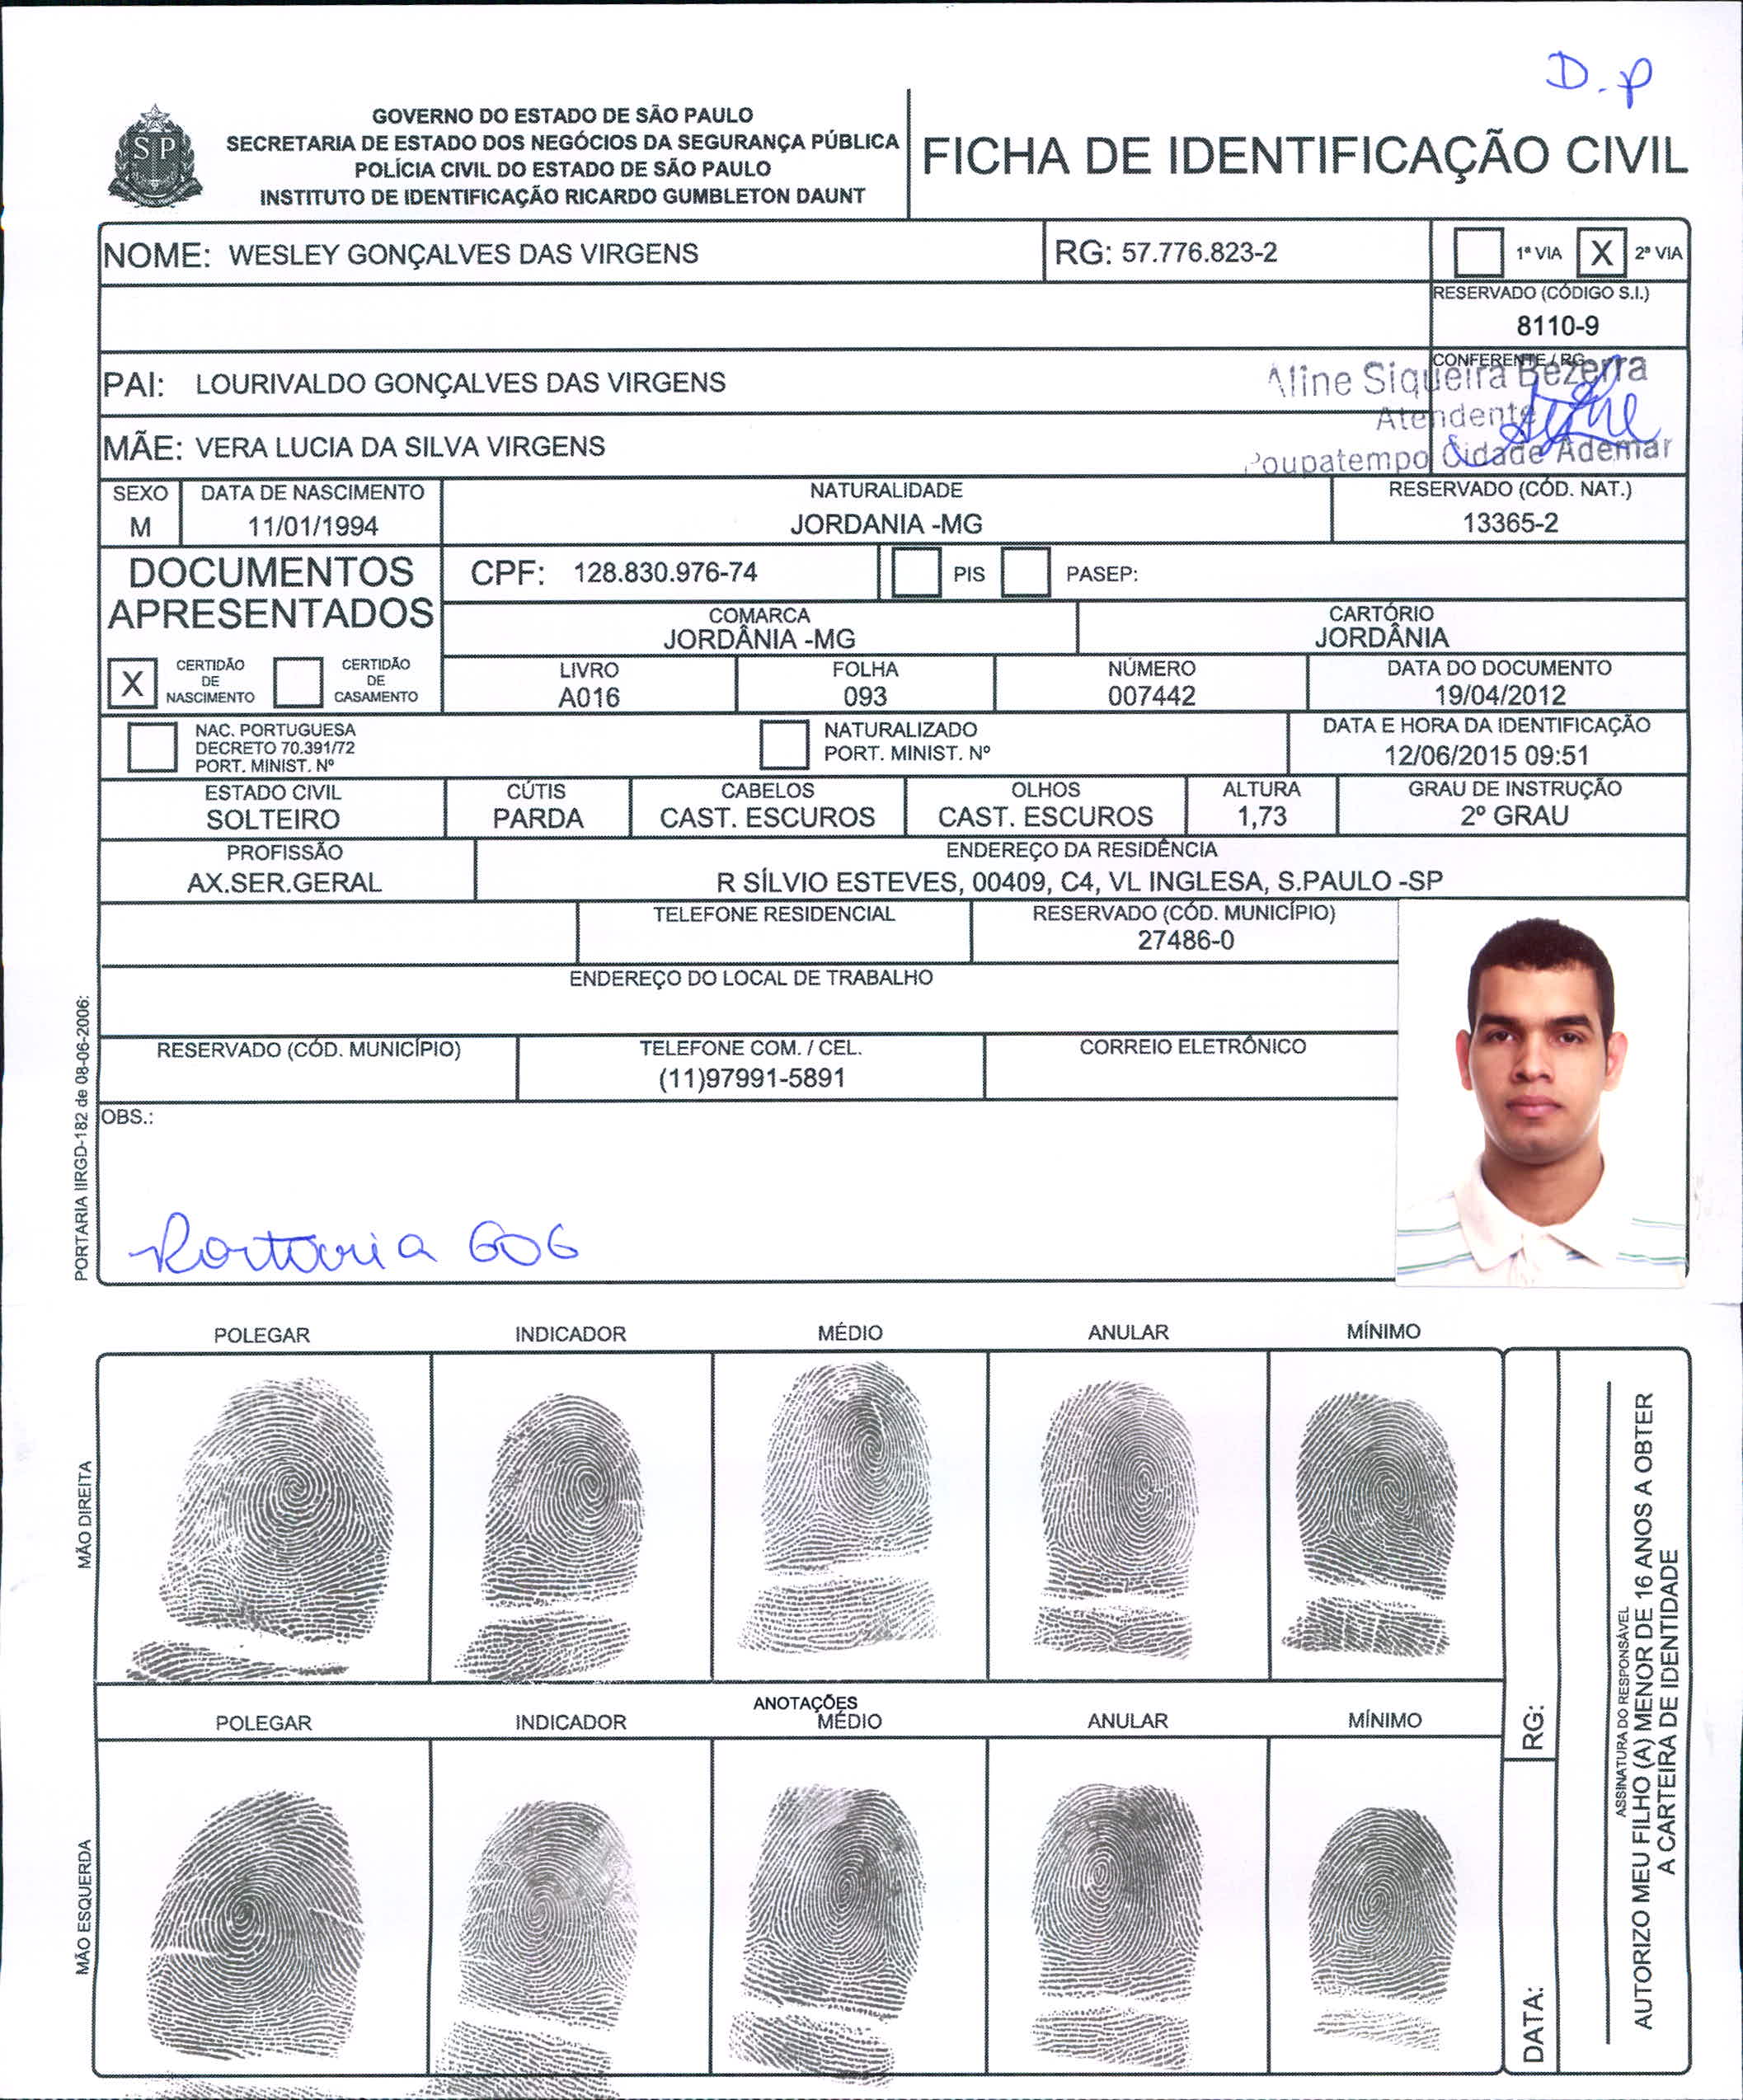 D.p
GOVERNO DO ESTADO DE SÃO PAULO
SECRETARIA DE ESTADO DOS NEGÓCIOS DA SEGURANÇA PÚBLICA
POLÍCIA CIVIL DO ESTADO DE SÃO PAULO
INSTITUTO DE IDENTIFICAÇÃO RICARDO GUMBLETON DAUNT
SP
FICHA DE IDENTIFICAÇÃO CIVIL
NOME: WESLEY GONÇALVES DAS VIRGENS
RG: 57.776.823-2
1ª VIA X 2ª VIA
RESERVADO (CÓDIGO S.I.)
8110-9
PAI: LOURIVALDO GONÇALVES DAS VIRGENS
CONFERENTE / RG
Aline Siqueira Bezerra
Atendente
Poupatempo Cidade Ademar
MÃE: VERA LUCIA DA SILVA VIRGENS
SEXO
M
DATA DE NASCIMENTO
11/01/1994
NATURALIDADE
JORDANIA -MG
RESERVADO (CÓD. NAT.)
13365-2
DOCUMENTOS
APRESENTADOS
CPF: 128.830.976-74
PIS
PASEP:
COMARCA
JORDÂNIA -MG
CARTÓRIO
JORDÂNIA
X
CERTIDÃO
DE
NASCIMENTO
CERTIDÃO
DE
CASAMENTO
LIVRO
A016
FOLHA
093
NÚMERO
007442
DATA DO DOCUMENTO
19/04/2012
NAC. PORTUGUESA
DECRETO 70.391/72
PORT. MINIST. Nº
NATURALIZADO
PORT. MINIST. Nº
DATA E HORA DA IDENTIFICAÇÃO
12/06/2015 09:51
ESTADO CIVIL
SOLTEIRO
CÚTIS
PARDA
CABELOS
CAST. ESCUROS
OLHOS
CAST. ESCUROS
ALTURA
1,73
GRAU DE INSTRUÇÃO
2º GRAU
PROFISSÃO
AX.SER.GERAL
ENDEREÇO DA RESIDÊNCIA
R SÍLVIO ESTEVES, 00409, C4, VL INGLESA, S.PAULO -SP
TELEFONE RESIDENCIAL
RESERVADO (CÓD. MUNICÍPIO)
27486-0
ENDEREÇO DO LOCAL DE TRABALHO
RESERVADO (CÓD. MUNICÍPIO)
TELEFONE COM. / CEL.
(11)97991-5891
CORREIO ELETRÔNICO
OBS.:
Portaria 606
PORTARIA IIRGD-182 de 08-06-2006:
POLEGAR INDICADOR MÉDIO ANULAR MÍNIMO
MÃO DIREITA
ANOTAÇÕES
POLEGAR INDICADOR MÉDIO ANULAR MÍNIMO
MÃO ESQUERDA
RG:
DATA:
ASSINATURA DO RESPONSÁVEL
AUTORIZO MEU FILHO (A) MENOR DE 16 ANOS A OBTER
A CARTEIRA DE IDENTIDADE